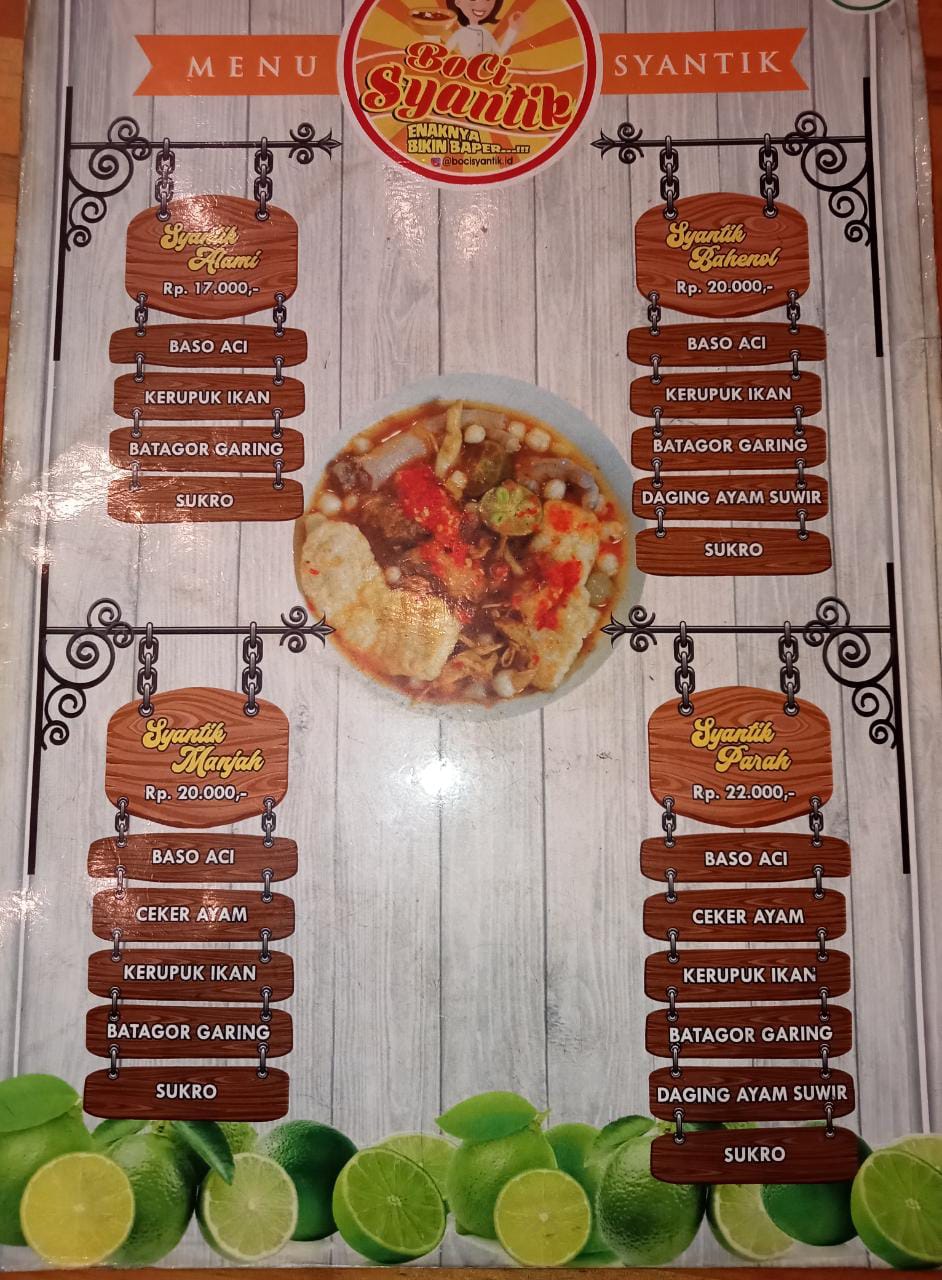 MENU
SYANTIK
BoCi
Syantik
ENAKNYA
BIKIN BAPER....!!!
@bocisyantik.id
Syantik
Alami
Rp. 17.000,-
BASO ACI
KERUPUK IKAN
BATAGOR GARING
SUKRO
Syantik
Bahenol
Rp. 20.000,-
BASO ACI
KERUPUK IKAN
BATAGOR GARING
DAGING AYAM SUWIR
SUKRO
Syantik
Manjah
Rp. 20.000,-
BASO ACI
CEKER AYAM
KERUPUK IKAN
BATAGOR GARING
SUKRO
Syantik
Parah
Rp. 22.000,-
BASO ACI
CEKER AYAM
KERUPUK IKAN
BATAGOR GARING
DAGING AYAM SUWIR
SUKRO